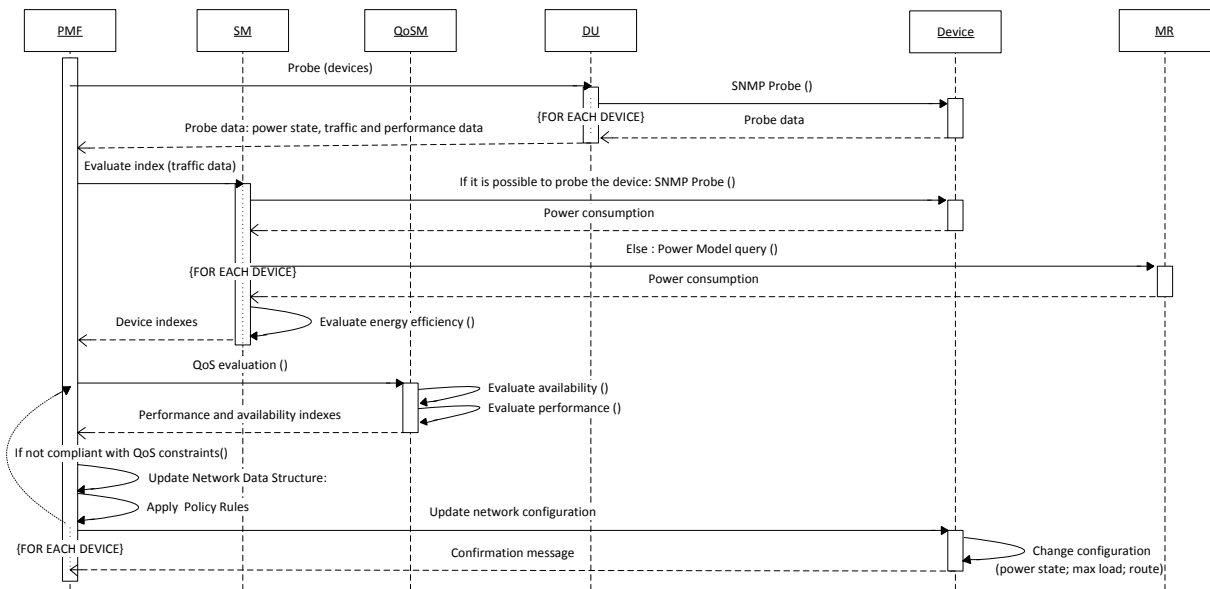 PMF
SM
QoSM
DU
Device
MR
Probe (devices)
SNMP Probe ()
{FOR EACH DEVICE}
Probe data
Probe data: power state, traffic and performance data
Evaluate index (traffic data)
If it is possible to probe the device: SNMP Probe ()
Power consumption
Else : Power Model query ()
{FOR EACH DEVICE}
Power consumption
Device indexes
Evaluate energy efficiency ()
QoS evaluation ()
Evaluate availability ()
Evaluate performance ()
Performance and availability indexes
If not compliant with QoS constraints()
Update Network Data Structure:
Apply Policy Rules
Update network configuration
{FOR EACH DEVICE}
Confirmation message
Change configuration
(power state; max load; route)